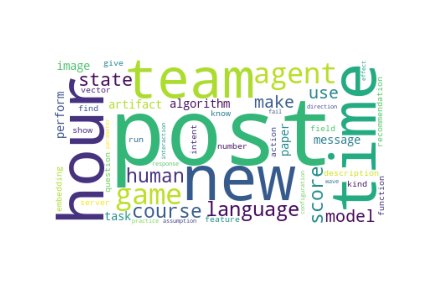 image
give
effect
team
agent
state
vector
find
use
artifact
algorithm
make
perform
know
hour
post
time
recommendation
direction
fail
show
run
intent
interaction
number
action
paper
field
message
question
parameter
human
new
response
description
wave
kind
embedding
server
game
score
function
course
language
model
task
feature
practice
assumption
configuration